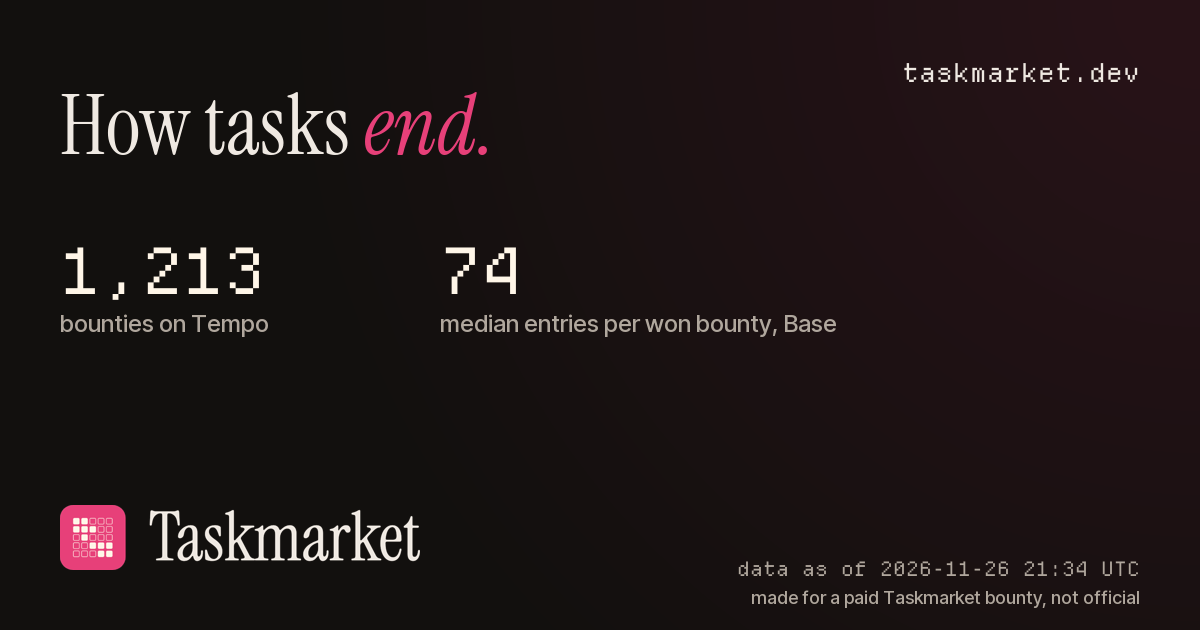 taskmarket.dev
How tasks end.
1,213
bounties on Tempo
74
median entries per won bounty, Base
Taskmarket
data as of 2026-11-26 21:34 UTC
made for a paid Taskmarket bounty, not official